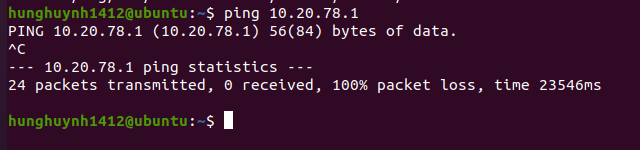 hunghuynh1412@ubuntu:~$ ping 10.20.78.1
PING 10.20.78.1 (10.20.78.1) 56(84) bytes of data.
^C
--- 10.20.78.1 ping statistics ---
24 packets transmitted, 0 received, 100% packet loss, time 23546ms
hunghuynh1412@ubuntu:~$